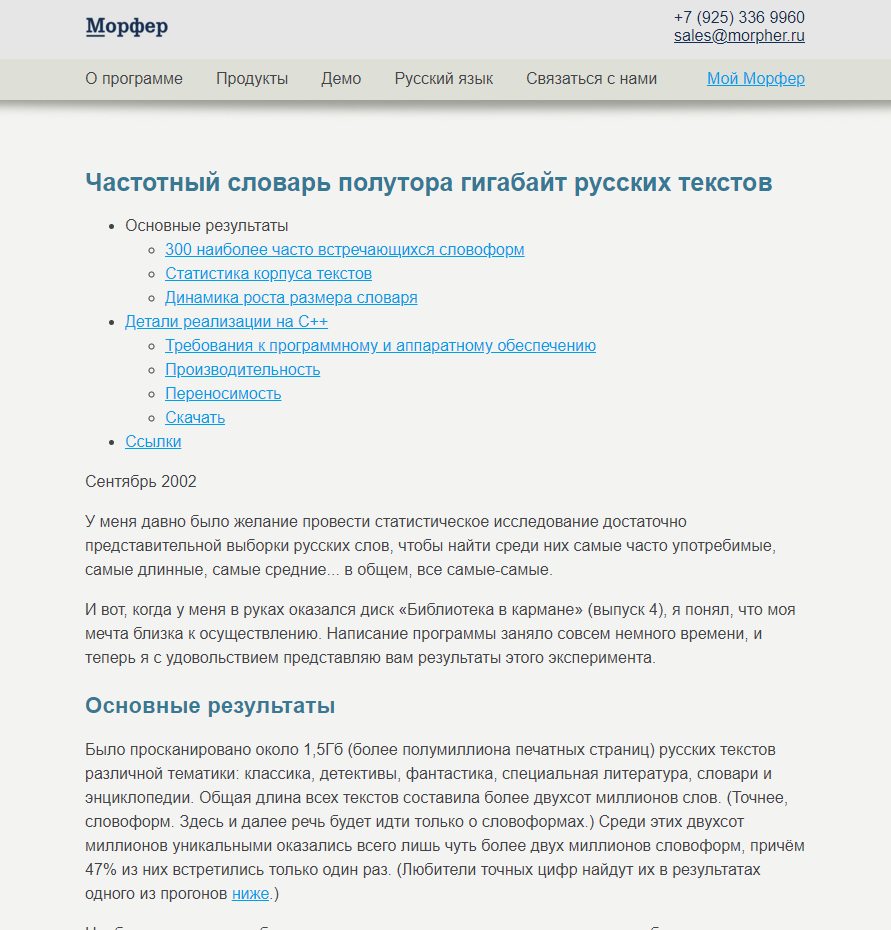 Морфер
+7 (925) 336 9960
sales@morpher.ru
О программе Продукты Демо Русский язык Связаться с нами Мой Морфер
Частотный словарь полутора гигабайт русских текстов
Основные результаты
300 наиболее часто встречающихся словоформ
Статистика корпуса текстов
Динамика роста размера словаря
Детали реализации на C++
Требования к программному и аппаратному обеспечению
Производительность
Переносимость
Скачать
Ссылки
Сентябрь 2002
У меня давно было желание провести статистическое исследование достаточно
представительной выборки русских слов, чтобы найти среди них самые часто употребимые,
самые длинные, самые средние... в общем, все самые-самые.
И вот, когда у меня в руках оказался диск «Библиотека в кармане» (выпуск 4), я понял, что моя
мечта близка к осуществлению. Написание программы заняло совсем немного времени, и
теперь я с удовольствием представляю вам результаты этого эксперимента.
Основные результаты
Было просканировано около 1,5Гб (более полумиллиона печатных страниц) русских текстов
различной тематики: классика, детективы, фантастика, специальная литература, словари и
энциклопедии. Общая длина всех текстов составила более двухсот миллионов слов. (Точнее,
словоформ. Здесь и далее речь будет идти только о словоформах.) Среди этих двухсот
миллионов уникальными оказались всего лишь чуть более двух миллионов словоформ, причём
47% из них встретились только один раз. (Любители точных цифр найдут их в результатах
одного из прогонов ниже.)